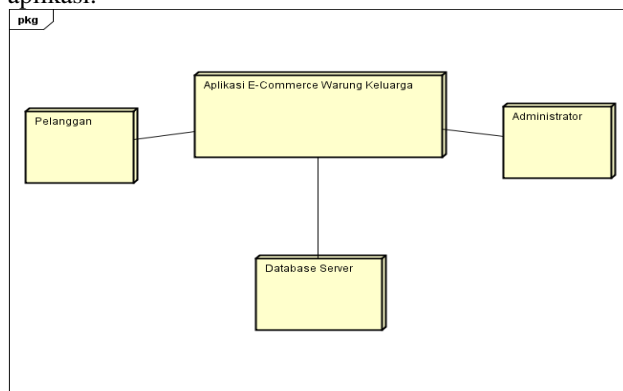 aplikasi.
pkg
Aplikasi E-Commerce Warung Keluarga
Pelanggan
Administrator
Database Server